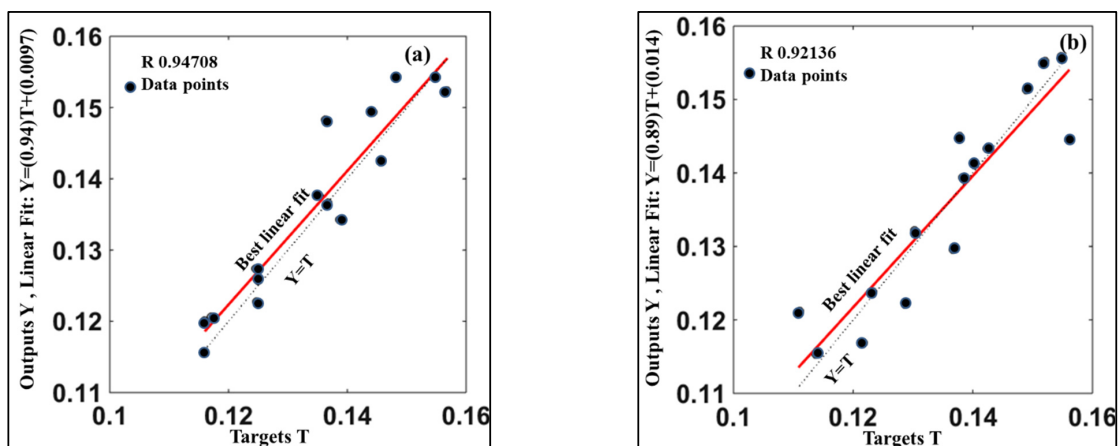 Outputs Y , Linear Fit: Y=(0.94)T+(0.0097)
0.16
0.15
0.14
0.13
0.12
0.11
0.1
0.12
0.14
0.16
Targets T
R 0.94708
Data points
(a)
Best linear fit
Y=T
Outputs Y , Linear Fit: Y=(0.89)T+(0.014)
0.16
0.15
0.14
0.13
0.12
0.11
0.1
0.12
0.14
0.16
Targets T
R 0.92136
Data points
(b)
Best linear fit
Y=T